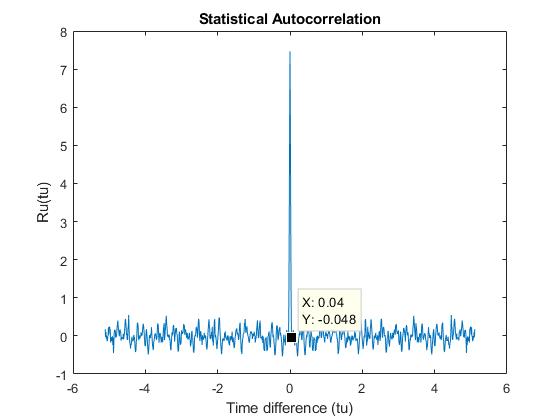 Statistical Autocorrelation
8
7
6
5
4
3
2
1
0
-1
Ru(tu)
X: 0.04
Y: -0.048
-6 -4 -2 0 2 4 6
Time difference (tu)